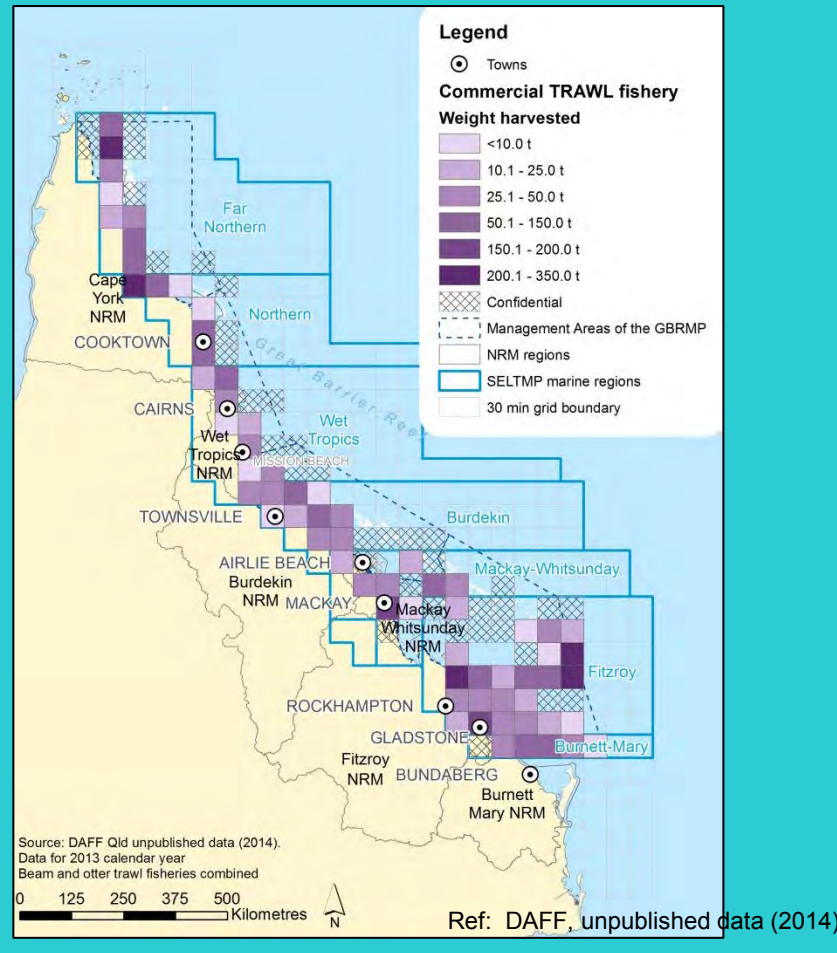 Legend
Towns
Commercial TRAWL fishery
Weight harvested
<10.0 t
10.1 - 25.0 t
25.1 - 50.0 t
50.1 - 150.0 t
150.1 - 200.0 t
200.1 - 350.0 t
Confidential
Management Areas of the GBRMP
NRM regions
SELTMP marine regions
30 min grid boundary
Far
Northern
Cape
York
NRM
Northern
COOKTOWN
Great Barrier Reef
CAIRNS
Wet
Tropics
Wet
Tropics
NRM
MISSION BEACH
TOWNSVILLE
Burdekin
AIRLIE BEACH
Mackay-Whitsunday
Burdekin
NRM
MACKAY
Mackay
Whitsunday
NRM
Fitzroy
ROCKHAMPTON
GLADSTONE
Burnett-Mary
Fitzroy
NRM
BUNDABERG
Burnett
Mary NRM
Source: DAFF Qld unpublished data (2014).
Data for 2013 calendar year
Beam and otter trawl fisheries combined
0 125 250 375 500
Kilometres
N
Ref: DAFF, unpublished data (2014)